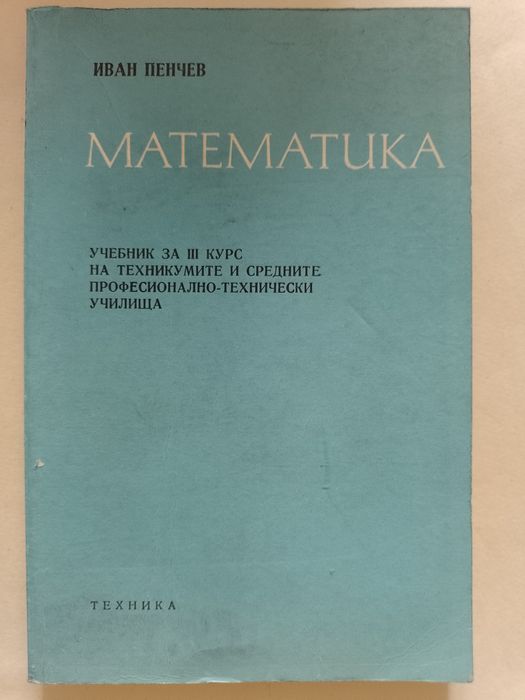 ИВАН ПЕНЧЕВ
МАТЕМАТИКА
УЧЕБНИК ЗА III КУРС
НА ТЕХНИКУМИТЕ И СРЕДНИТЕ
ПРОФЕСИОНАЛНО-ТЕХНИЧЕСКИ
УЧИЛИЩА
ТЕХНИКА